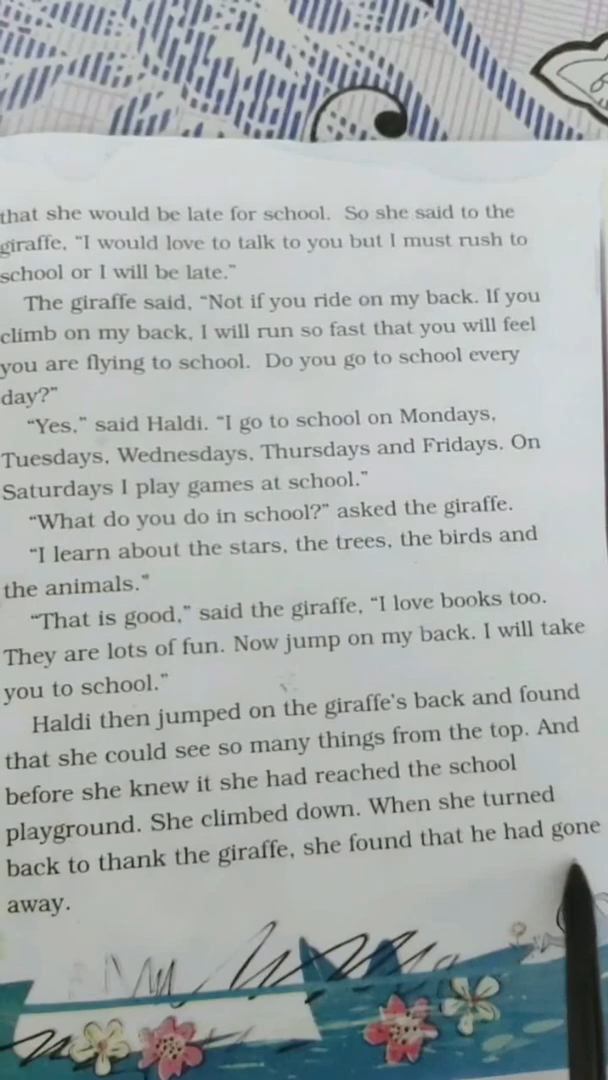 that she would be late for school. So she said to the
giraffe, "I would love to talk to you but I must rush to
school or I will be late."
The giraffe said, "Not if you ride on my back. If you
climb on my back, I will run so fast that you will feel
you are flying to school. Do you go to school every
day?"
"Yes," said Haldi. "I go to school on Mondays,
Tuesdays, Wednesdays, Thursdays and Fridays. On
Saturdays I play games at school."
"What do you do in school?" asked the giraffe.
"I learn about the stars, the trees, the birds and
the animals."
"That is good," said the giraffe, "I love books too.
They are lots of fun. Now jump on my back. I will take
you to school."
Haldi then jumped on the giraffe's back and found
that she could see so many things from the top. And
before she knew it she had reached the school
playground. She climbed down. When she turned
back to thank the giraffe, she found that he had gone
away.